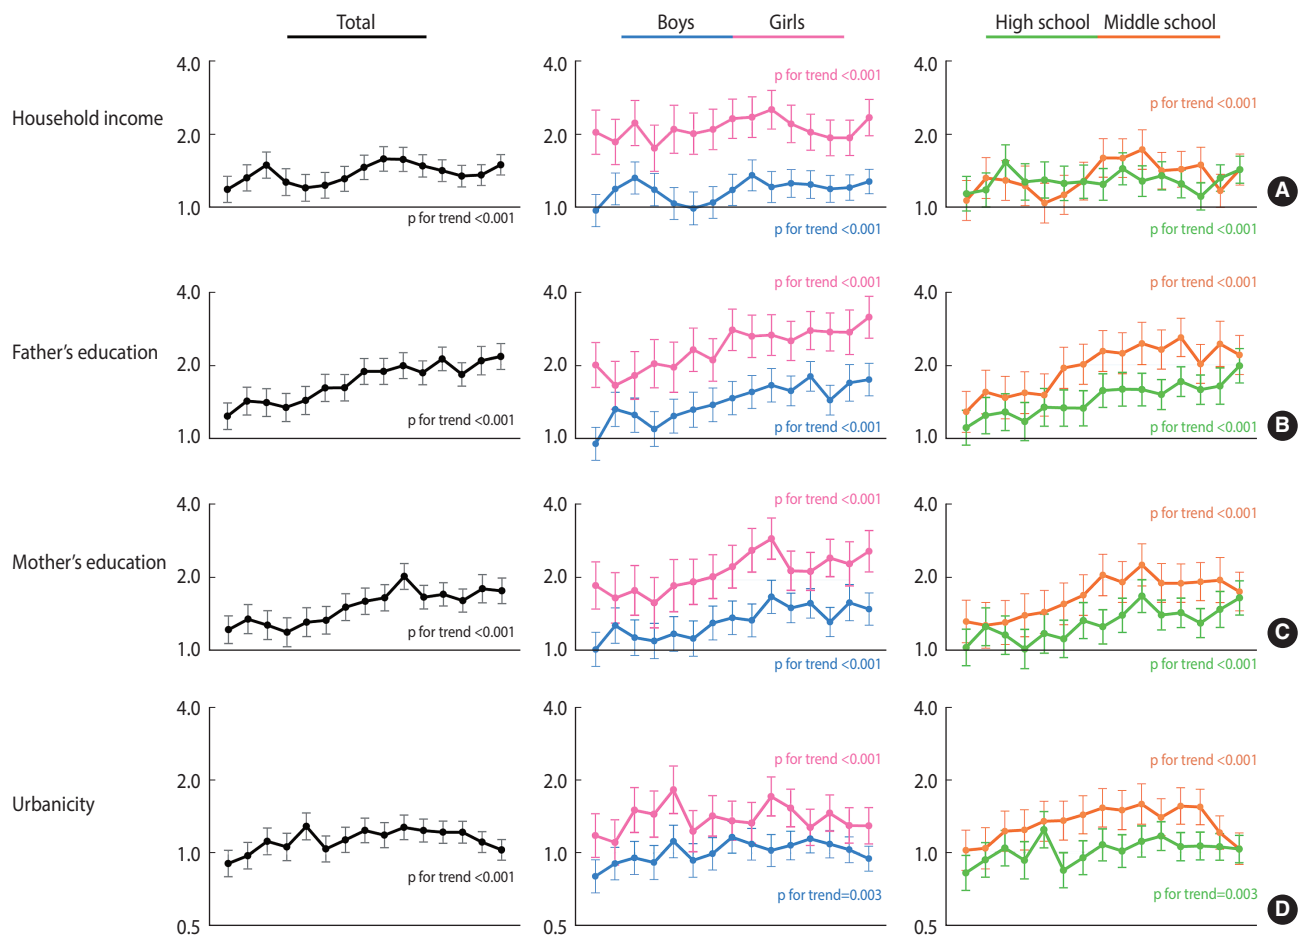 Total
Boys Girls
High school Middle school
Household income
4.0
2.0
1.0
p for trend <0.001
4.0
2.0
1.0
p for trend <0.001
p for trend <0.001
4.0
2.0
1.0
p for trend <0.001
p for trend <0.001
A
Father's education
4.0
2.0
1.0
p for trend <0.001
4.0
2.0
1.0
p for trend <0.001
p for trend <0.001
4.0
2.0
1.0
p for trend <0.001
p for trend <0.001
B
Mother's education
4.0
2.0
1.0
p for trend <0.001
4.0
2.0
1.0
p for trend <0.001
p for trend <0.001
4.0
2.0
1.0
p for trend <0.001
p for trend <0.001
C
Urbanicity
4.0
2.0
1.0
0.5
p for trend <0.001
4.0
2.0
1.0
0.5
p for trend <0.001
p for trend=0.003
4.0
2.0
1.0
0.5
p for trend <0.001
p for trend=0.003
D